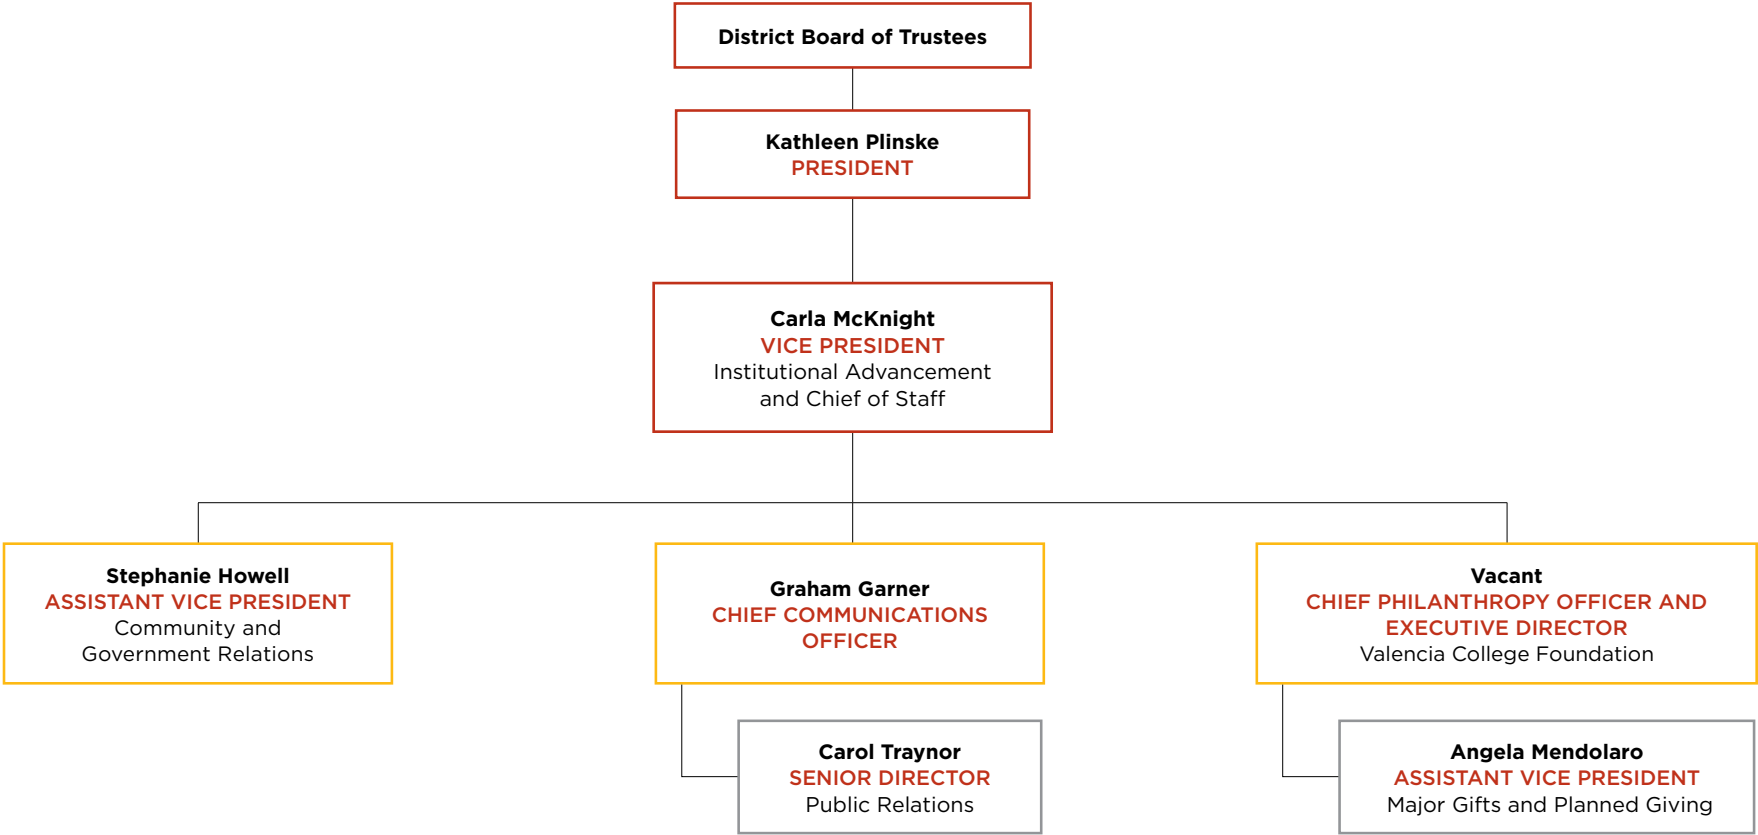 District Board of Trustees
Kathleen Plinske
PRESIDENT
Carla McKnight
VICE PRESIDENT
Institutional Advancement
and Chief of Staff
Stephanie Howell
ASSISTANT VICE PRESIDENT
Community and
Government Relations
Graham Garner
CHIEF COMMUNICATIONS
OFFICER
Carol Traynor
SENIOR DIRECTOR
Public Relations
Vacant
CHIEF PHILANTHROPY OFFICER AND
EXECUTIVE DIRECTOR
Valencia College Foundation
Angela Mendolaro
ASSISTANT VICE PRESIDENT
Major Gifts and Planned Giving